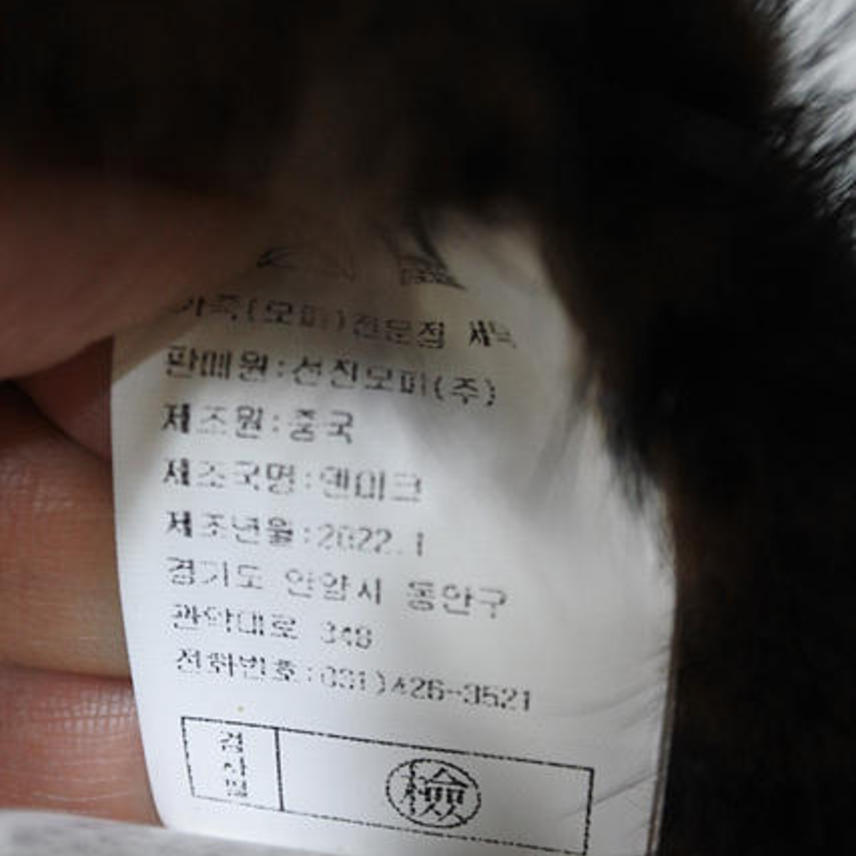 가죽(모피)전문점 세탁
판매원:선진모피(주)
제조원:중국
제조국명:덴마크
제조년월:2022.1
경기도 안양시 동안구
관악대로 348
전화번호:031)426-3521
검사필
檢